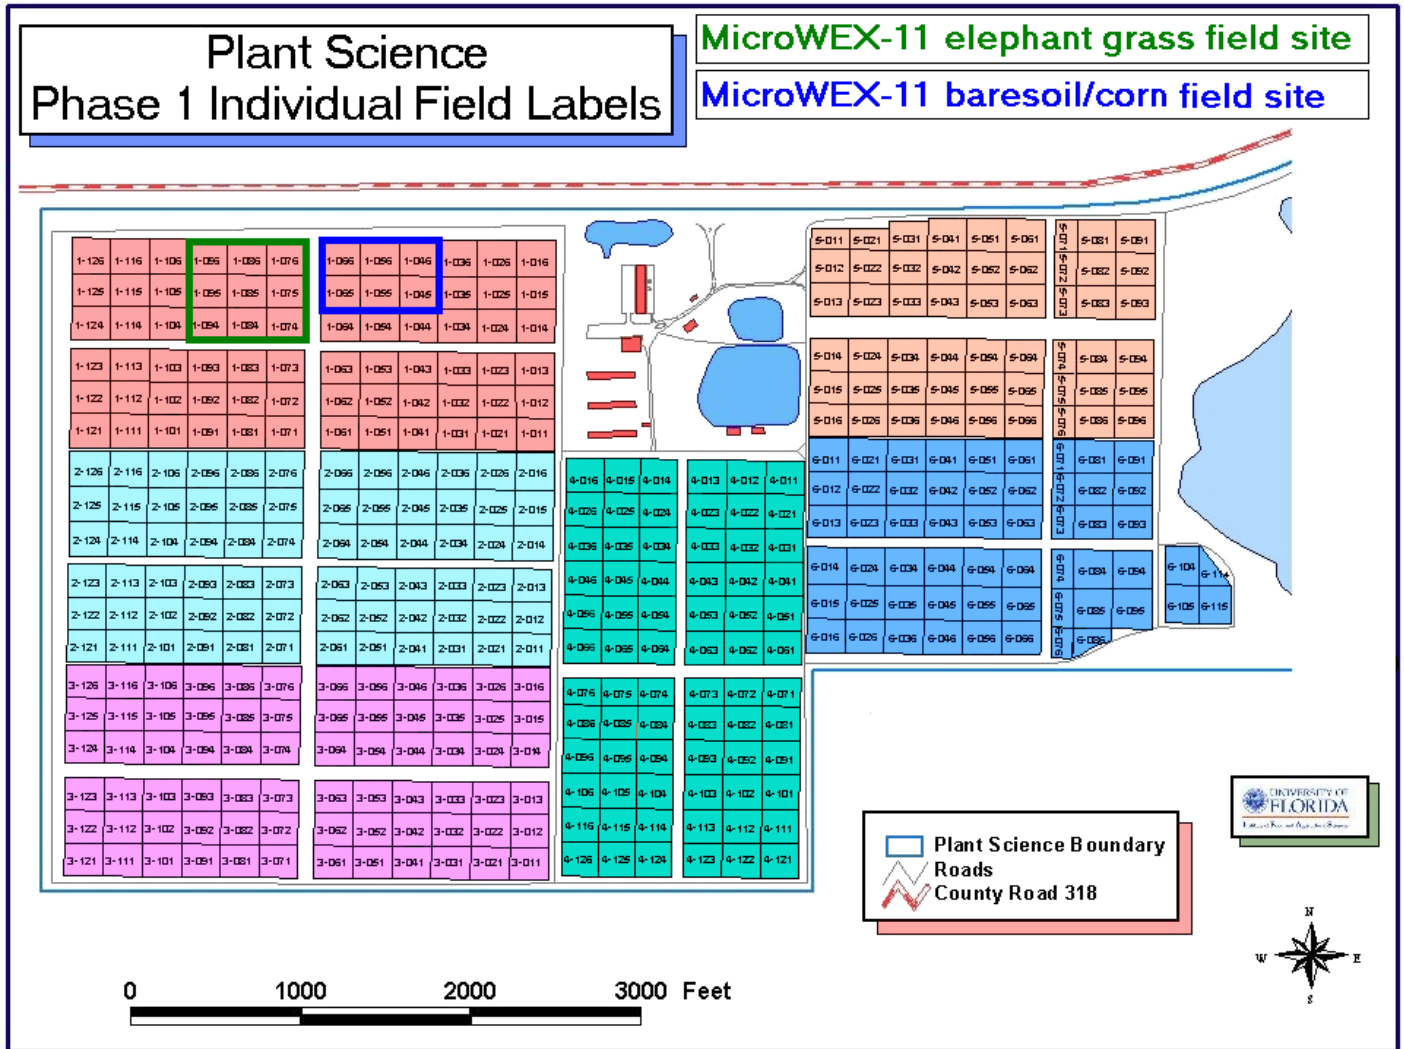 Plant Science
Phase 1 Individual Field Labels
MicroWEX-11 elephant grass field site
MicroWEX-11 baresoil/corn field site
1-126 1-116 1-106 1-096 1-086 1-076 1-066 1-056 1-046 1-036 1-026 1-016
1-125 1-115 1-105 1-095 1-085 1-075 1-065 1-055 1-045 1-035 1-025 1-015
1-124 1-114 1-104 1-094 1-084 1-074 1-064 1-054 1-044 1-034 1-024 1-014
1-123 1-113 1-103 1-093 1-083 1-073 1-063 1-053 1-043 1-033 1-023 1-013
1-122 1-112 1-102 1-092 1-082 1-072 1-062 1-052 1-042 1-032 1-022 1-012
1-121 1-111 1-101 1-091 1-081 1-071 1-061 1-051 1-041 1-031 1-021 1-011
2-126 2-116 2-106 2-096 2-086 2-076 2-066 2-056 2-046 2-036 2-026 2-016
2-125 2-115 2-105 2-095 2-085 2-075 2-065 2-055 2-045 2-035 2-025 2-015
2-124 2-114 2-104 2-094 2-084 2-074 2-064 2-054 2-044 2-034 2-024 2-014
2-123 2-113 2-103 2-093 2-083 2-073 2-063 2-053 2-043 2-033 2-023 2-013
2-122 2-112 2-102 2-092 2-082 2-072 2-062 2-052 2-042 2-032 2-022 2-012
2-121 2-111 2-101 2-091 2-081 2-071 2-061 2-051 2-041 2-031 2-021 2-011
3-126 3-116 3-106 3-096 3-086 3-076 3-066 3-056 3-046 3-036 3-026 3-016
3-125 3-115 3-105 3-095 3-085 3-075 3-065 3-055 3-045 3-035 3-025 3-015
3-124 3-114 3-104 3-094 3-084 3-074 3-064 3-054 3-044 3-034 3-024 3-014
3-123 3-113 3-103 3-093 3-083 3-073 3-063 3-053 3-043 3-033 3-023 3-013
3-122 3-112 3-102 3-092 3-082 3-072 3-062 3-052 3-042 3-032 3-022 3-012
3-121 3-111 3-101 3-091 3-081 3-071 3-061 3-051 3-041 3-031 3-021 3-011
4-016 4-015 4-014 4-013 4-012 4-011
4-026 4-025 4-024 4-023 4-022 4-021
4-036 4-035 4-034 4-033 4-032 4-031
4-046 4-045 4-044 4-043 4-042 4-041
4-056 4-055 4-054 4-053 4-052 4-051
4-066 4-065 4-064 4-063 4-062 4-061
4-076 4-075 4-074 4-073 4-072 4-071
4-086 4-085 4-084 4-083 4-082 4-081
4-096 4-095 4-094 4-093 4-092 4-091
4-106 4-105 4-104 4-103 4-102 4-101
4-116 4-115 4-114 4-113 4-112 4-111
4-126 4-125 4-124 4-123 4-122 4-121
5-011 5-021 5-031 5-041 5-051 5-061 5-071 5-081 5-091
5-012 5-022 5-032 5-042 5-052 5-062 5-072 5-082 5-092
5-013 5-023 5-033 5-043 5-053 5-063 5-073 5-083 5-093
5-014 5-024 5-034 5-044 5-054 5-064 5-074 5-084 5-094
5-015 5-025 5-035 5-045 5-055 5-065 5-075 5-085 5-095
5-016 5-026 5-036 5-046 5-056 5-066 5-076 5-086 5-096
6-011 6-021 6-031 6-041 6-051 6-061 6-071 6-081 6-091
6-012 6-022 6-032 6-042 6-052 6-062 6-072 6-082 6-092
6-013 6-023 6-033 6-043 6-053 6-063 6-073 6-083 6-093
6-014 6-024 6-034 6-044 6-054 6-064 6-074 6-084 6-094 6-104 6-114
6-015 6-025 6-035 6-045 6-055 6-065 6-075 6-085 6-095 6-105 6-115
6-016 6-026 6-036 6-046 6-056 6-066 6-076 6-086
UNIVERSITY OF
FLORIDA
Plant Science Boundary
Roads
County Road 318
N
W E
S
0 1000 2000 3000 Feet